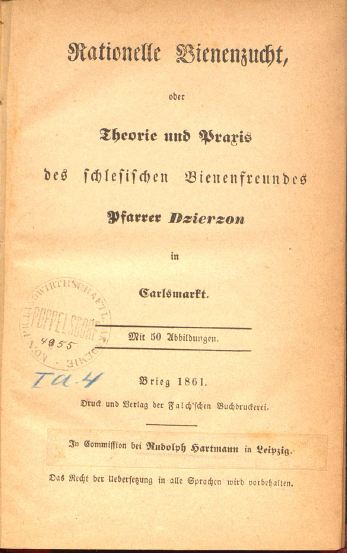 Rationelle Bienenzucht,
oder
Theorie und Praxis
des schlesischen Bienenfreundes
Pfarrer Dzierzon
in
Carlsmarkt.
POPPELSDORF
4955
Mit 50 Abbildungen.
I a. 4
Brieg 1861.
Druck und Verlag der Falch'schen Buchdruckerei.
In Commission bei Rudolph Hartmann in Leipzig.
Das Recht der Uebersetzung in alle Sprachen wird vorbehalten.